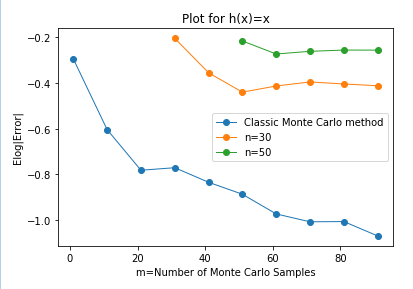 Plot for h(x)=x
Elog|Error|
−0.2
−0.4
−0.6
−0.8
−1.0
Classic Monte Carlo method
n=30
n=50
0
20
40
60
80
m=Number of Monte Carlo Samples